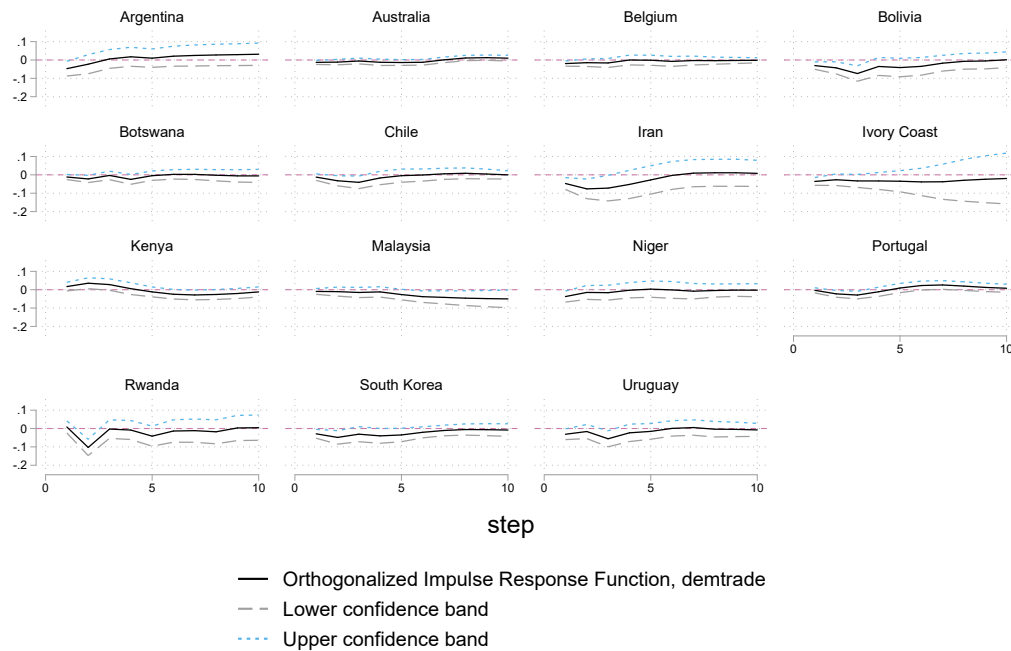 Argentina Australia Belgium Bolivia
.1
0
-.1
-.2
Botswana Chile Iran Ivory Coast
.1
0
-.1
-.2
Kenya Malaysia Niger Portugal
.1
0
-.1
-.2
0 5 10
Rwanda South Korea Uruguay
.1
0
-.1
-.2
0 5 10 0 5 10 0 5 10
step
Orthogonalized Impulse Response Function, demtrade
Lower confidence band
Upper confidence band